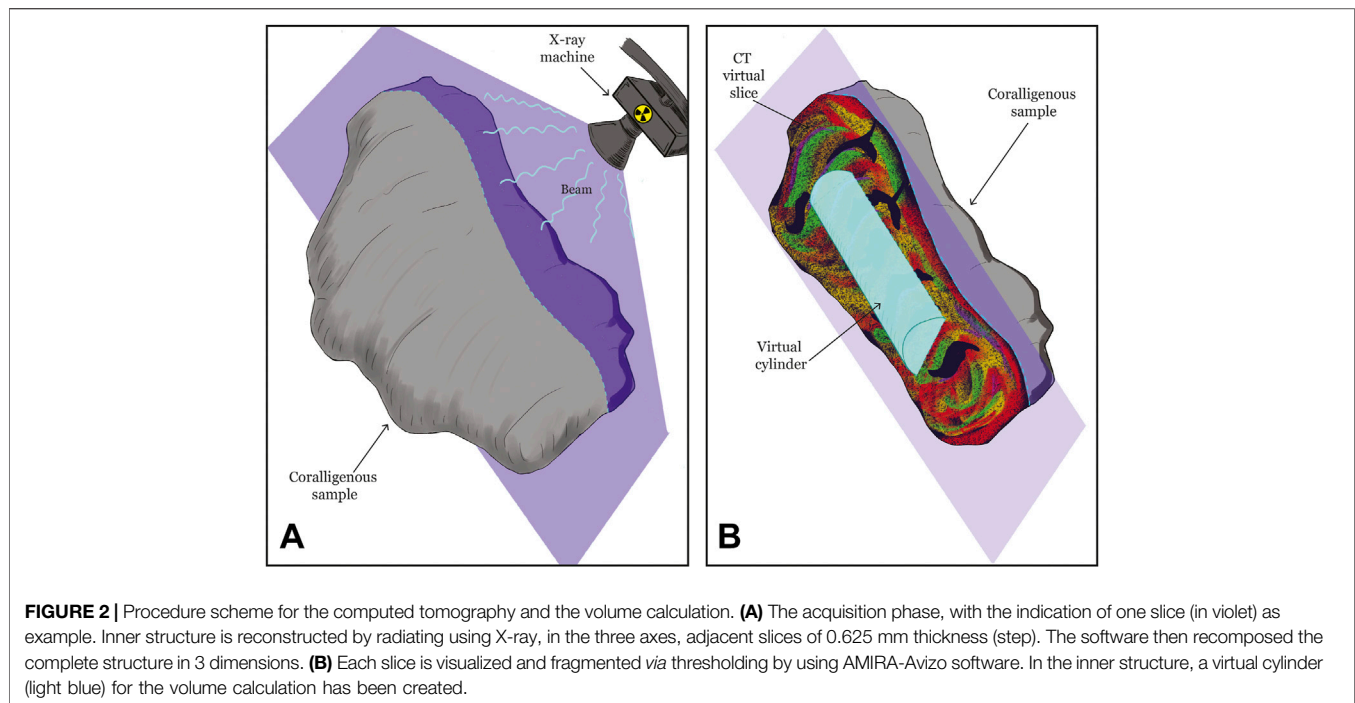 X-ray
machine
Beam
Coralligenous
sample
A
CT
virtual
slice
Coralligenous
sample
Virtual
cylinder
B
FIGURE 2 | Procedure scheme for the computed tomography and the volume calculation. (A) The acquisition phase, with the indication of one slice (in violet) as
example. Inner structure is reconstructed by radiating using X-ray, in the three axes, adjacent slices of 0.625 mm thickness (step). The software then recomposed the
complete structure in 3 dimensions. (B) Each slice is visualized and fragmented via thresholding by using AMIRA-Avizo software. In the inner structure, a virtual cylinder
(light blue) for the volume calculation has been created.